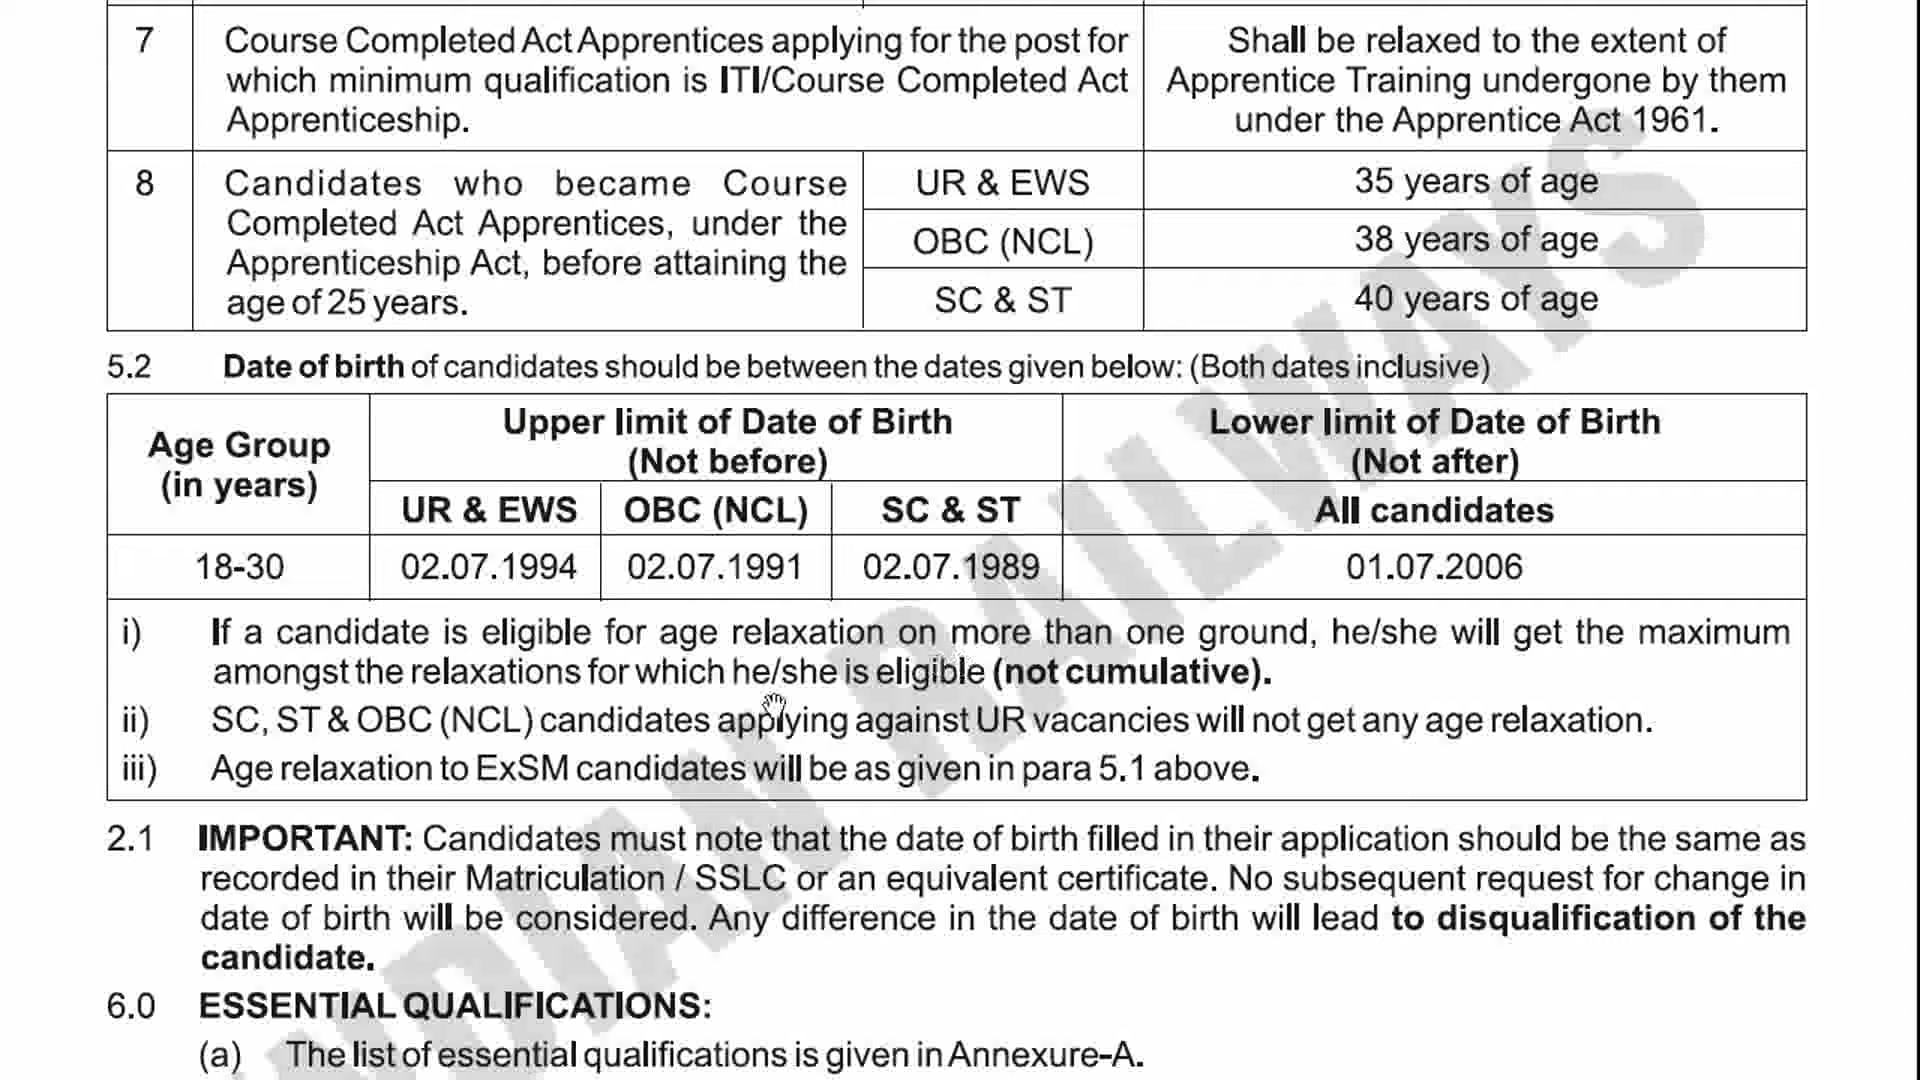 7 Course Completed Act Apprentices applying for the post for which minimum qualification is ITI/Course Completed Act Apprenticeship.
Shall be relaxed to the extent of Apprentice Training undergone by them under the Apprentice Act 1961.
8 Candidates who became Course Completed Act Apprentices, under the Apprenticeship Act, before attaining the age of 25 years.
UR & EWS 35 years of age
OBC (NCL) 38 years of age
SC & ST 40 years of age
5.2 Date of birth of candidates should be between the dates given below: (Both dates inclusive)
Age Group (in years)
Upper limit of Date of Birth (Not before)
Lower limit of Date of Birth (Not after)
UR & EWS OBC (NCL) SC & ST All candidates
18-30 02.07.1994 02.07.1991 02.07.1989 01.07.2006
i) If a candidate is eligible for age relaxation on more than one ground, he/she will get the maximum
amongst the relaxations for which he/she is eligible (not cumulative).
ii) SC, ST & OBC (NCL) candidates applying against UR vacancies will not get any age relaxation.
iii) Age relaxation to ExSM candidates will be as given in para 5.1 above.
2.1 IMPORTANT: Candidates must note that the date of birth filled in their application should be the same as
recorded in their Matriculation / SSLC or an equivalent certificate. No subsequent request for change in
date of birth will be considered. Any difference in the date of birth will lead to disqualification of the
candidate.
6.0 ESSENTIAL QUALIFICATIONS:
(a) The list of essential qualifications is given in Annexure-A.
INDIAN RAILWAYS